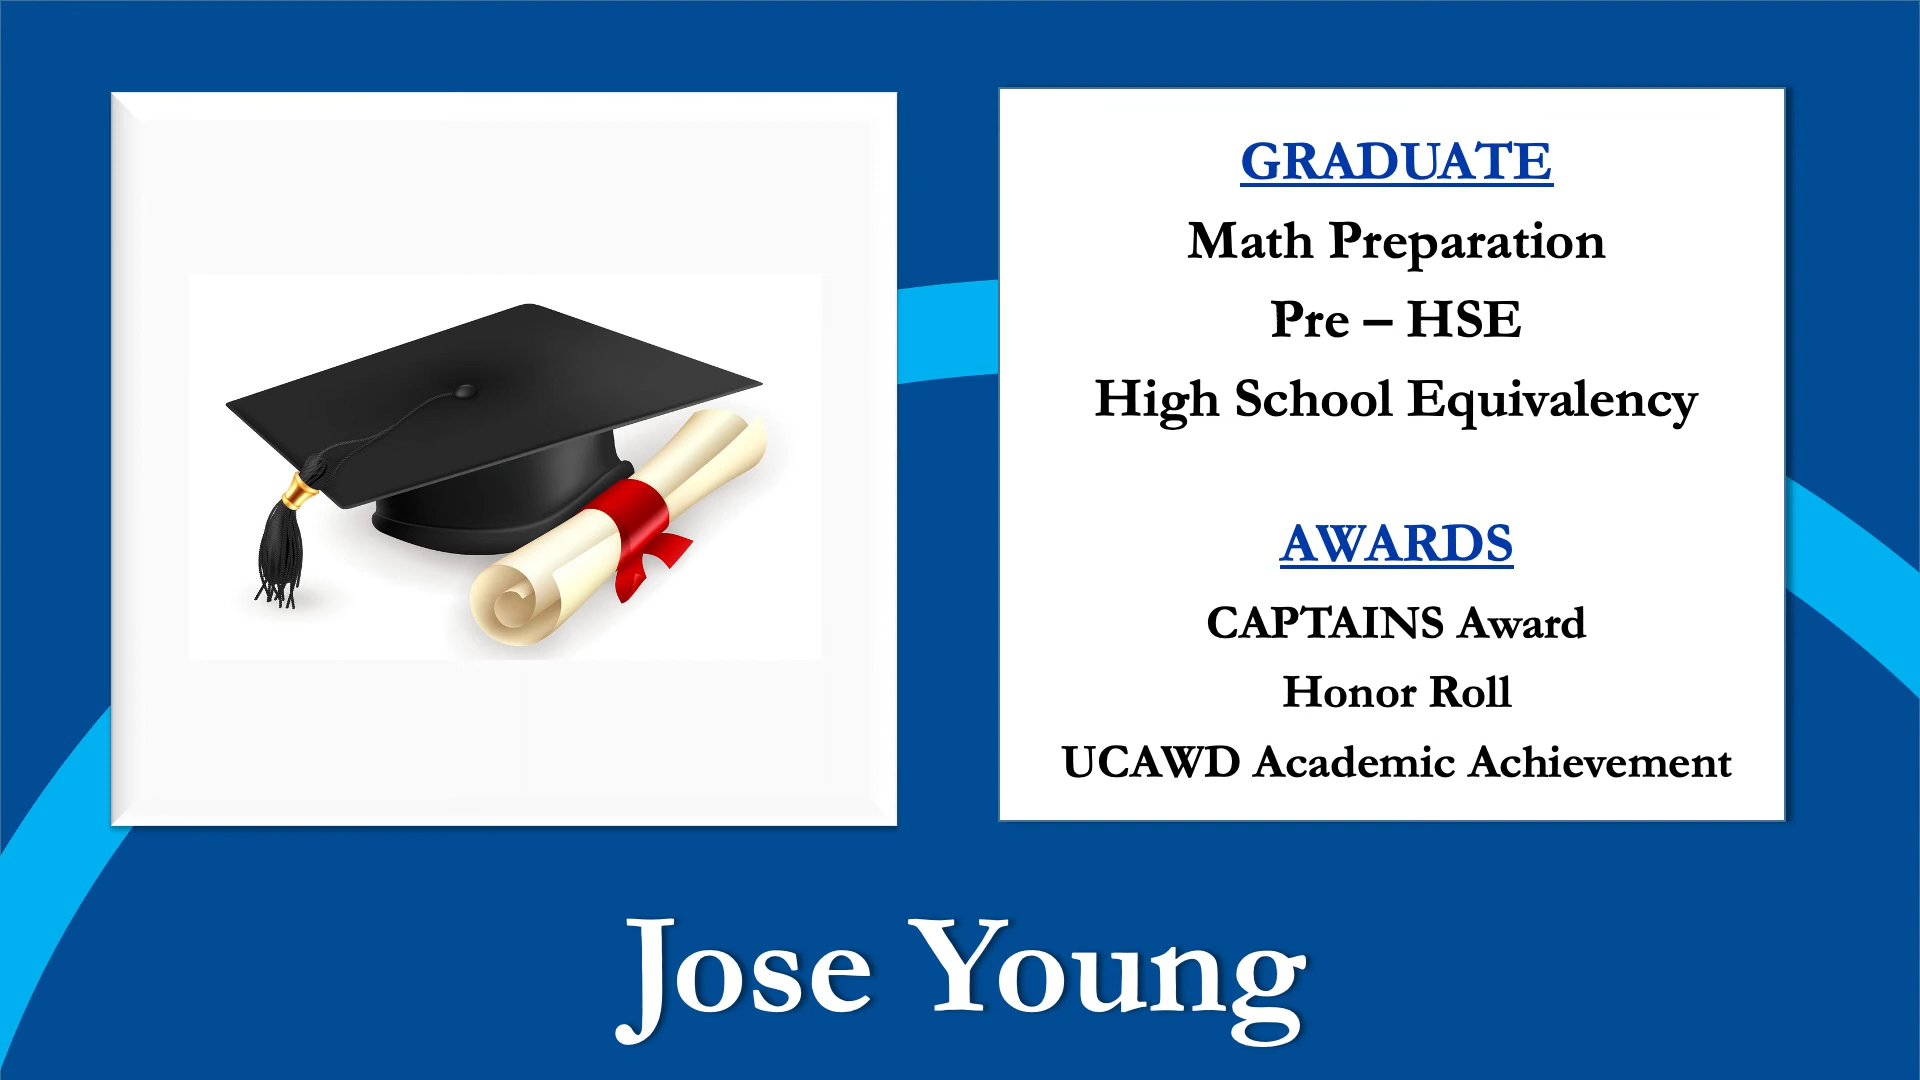 GRADUATE
Math Preparation
Pre – HSE
High School Equivalency
AWARDS
CAPTAINS Award
Honor Roll
UCAWD Academic Achievement
Jose Young